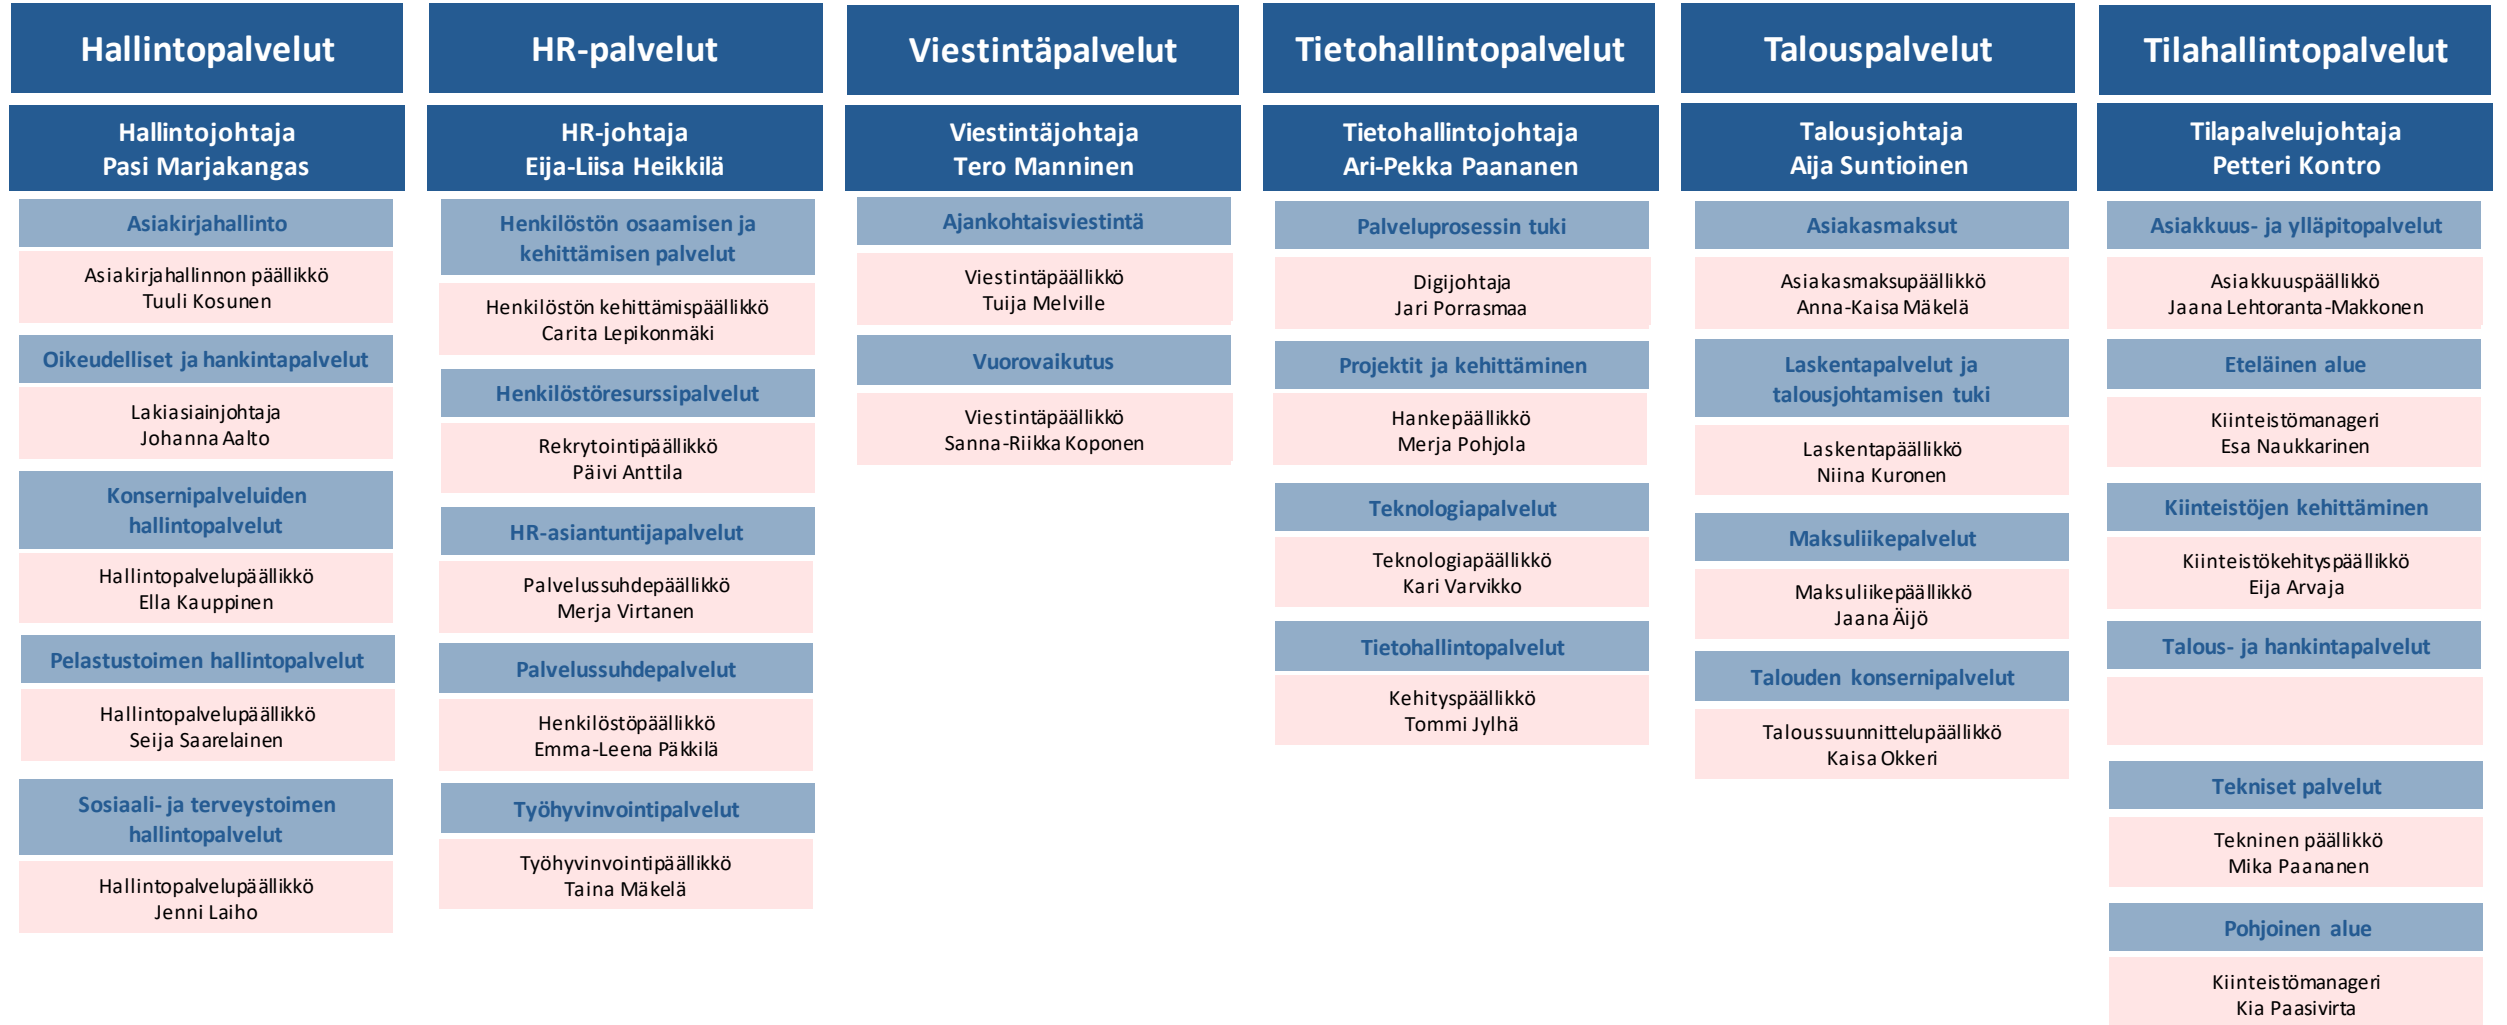 Hallintopalvelut
Hallintojohtaja
Pasi Marjakangas
Asiakirjahallinto
Asiakirjahallinnon päällikkö
Tuuli Kosunen
Oikeudelliset ja hankintapalvelut
Lakiasiainjohtaja
Johanna Aalto
Konsernipalveluiden
hallintopalvelut
Hallintopalvelupäällikkö
Ella Kauppinen
Pelastustoimen hallintopalvelut
Hallintopalvelupäällikkö
Seija Saarelainen
Sosiaali- ja terveystoimen
hallintopalvelut
Hallintopalvelupäällikkö
Jenni Laiho
HR-palvelut
HR-johtaja
Eija-Liisa Heikkilä
Henkilöstön osaamisen ja
kehittämisen palvelut
Henkilöstön kehittämispäällikkö
Carita Lepikonmäki
Henkilöstöresurssipalvelut
Rekrytointipäällikkö
Päivi Anttila
HR-asiantuntijapalvelut
Palvelussuhdepäällikkö
Merja Virtanen
Palvelussuhdepalvelut
Henkilöstöpäällikkö
Emma-Leena Päkkilä
Työhyvinvointipalvelut
Työhyvinvointipäällikkö
Taina Mäkelä
Viestintäpalvelut
Viestintäjohtaja
Tero Manninen
Ajankohtaisviestintä
Viestintäpäällikkö
Tuija Melville
Vuorovaikutus
Viestintäpäällikkö
Sanna-Riikka Koponen
Tietohallintopalvelut
Tietohallintojohtaja
Ari-Pekka Paananen
Palveluprosessin tuki
Digijohtaja
Jari Porrasmaa
Projektit ja kehittäminen
Hankepäällikkö
Merja Pohjola
Teknologiapalvelut
Teknologiapäällikkö
Kari Varvikko
Tietohallintopalvelut
Kehityspäällikkö
Tommi Jylhä
Talouspalvelut
Talousjohtaja
Aija Suntioinen
Asiakasmaksut
Asiakasmaksupäällikkö
Anna-Kaisa Mäkelä
Laskentapalvelut ja
talousjohtamisen tuki
Laskentapäällikkö
Niina Kuronen
Maksuliikepalvelut
Maksuliikepäällikkö
Jaana Äijö
Talouden konsernipalvelut
Taloussuunnittelupäällikkö
Kaisa Okkeri
Tilahallintopalvelut
Tilapalvelujohtaja
Petteri Kontro
Asiakkuus- ja ylläpitopalvelut
Asiakkuuspäällikkö
Jaana Lehtoranta-Makkonen
Eteläinen alue
Kiinteistömanageri
Esa Naukkarinen
Kiinteistöjen kehittäminen
Kiinteistökehityspäällikkö
Eija Arvaja
Talous- ja hankintapalvelut
Tekniset palvelut
Tekninen päällikkö
Mika Paananen
Pohjoinen alue
Kiinteistömanageri
Kia Paasivirta